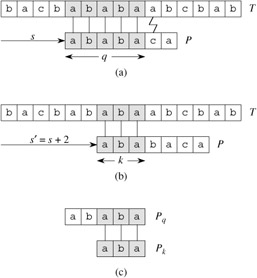 b a c b a b a b a a b c b a b T
s a b a b a c a P
q
(a)
b a c b a b a b a a b c b a b T
s′ = s + 2 a b a b a c a P
k
(b)
a b a b a P_q
a b a P_k
(c)